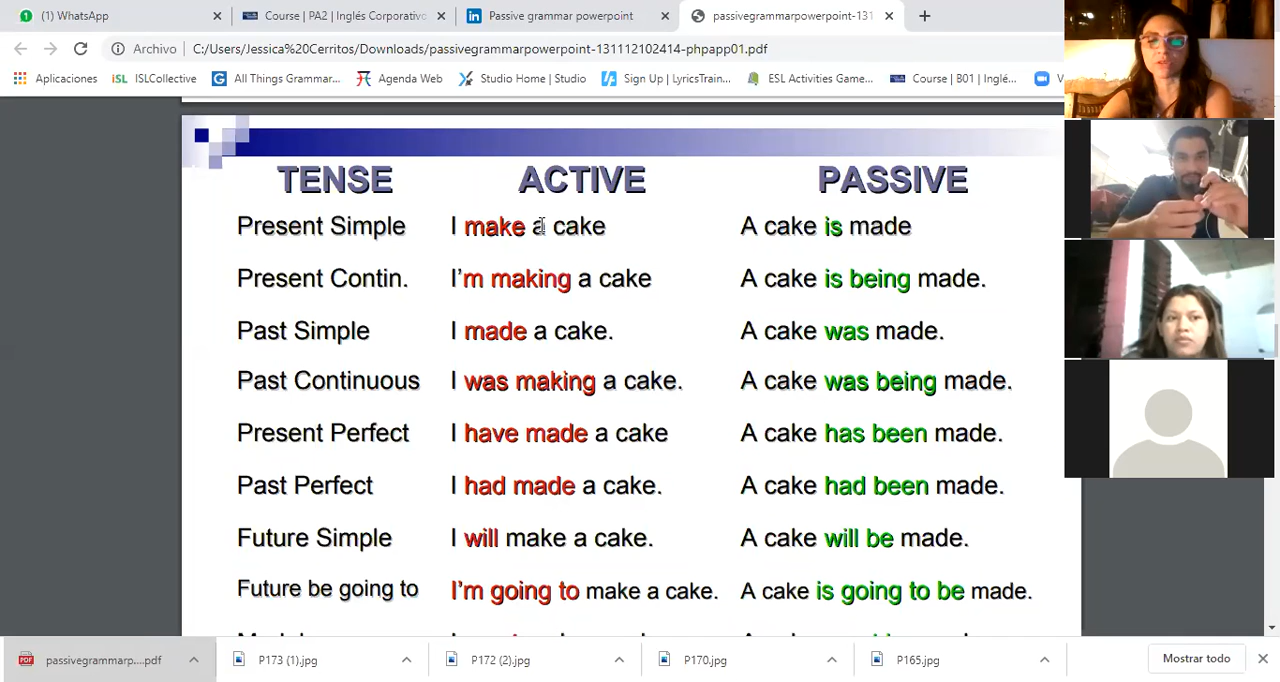 (1) WhatsApp
Course | PA2 | Inglés Corporativo
Passive grammar powerpoint
passivegrammarpowerpoint-131
Archivo
C:/Users/Jessica%20Cerritos/Downloads/passivegrammarpowerpoint-131112102414-phpapp01.pdf
Aplicaciones
iSL ISLCollective
All Things Grammar...
Agenda Web
Studio Home | Studio
Sign Up | LyricsTrain...
ESL Activities Game...
Course | B01 | Inglé...
TENSE ACTIVE PASSIVE
Present Simple I make a cake A cake is made
Present Contin. I'm making a cake A cake is being made.
Past Simple I made a cake. A cake was made.
Past Continuous I was making a cake. A cake was being made.
Present Perfect I have made a cake A cake has been made.
Past Perfect I had made a cake. A cake had been made.
Future Simple I will make a cake. A cake will be made.
Future be going to I'm going to make a cake. A cake is going to be made.
passivegrammarp....pdf
P173 (1).jpg
P172 (2).jpg
P170.jpg
P165.jpg
Mostrar todo